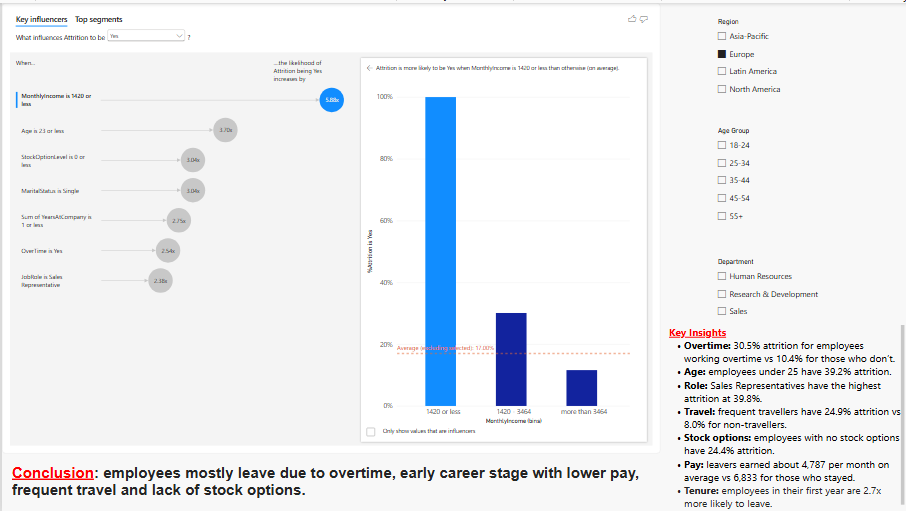 Key influencers Top segments
What influences Attrition to be Yes ?
When...
...the likelihood of
Attrition being Yes
increases by
MonthlyIncome is 1420 or
less
5.88x
Age is 23 or less
3.70x
StockOptionLevel is 0 or
less
3.04x
MaritalStatus is Single
3.04x
Sum of YearsAtCompany is
1 or less
2.75x
OverTime is Yes
2.54x
JobRole is Sales
Representative
2.38x
Attrition is more likely to be Yes when MonthlyIncome is 1420 or less than otherwise (on average).
100%
80%
60%
40%
20%
0%
%Attrition is Yes
Average (excluding selected): 17.00%
1420 or less
1420 - 3464
more than 3464
MonthlyIncome (bins)
Only show values that are influencers
Region
Asia-Pacific
Europe
Latin America
North America
Age Group
18-24
25-34
35-44
45-54
55+
Department
Human Resources
Research & Development
Sales
Key Insights
• Overtime: 30.5% attrition for employees
working overtime vs 10.4% for those who don't.
• Age: employees under 25 have 39.2% attrition.
• Role: Sales Representatives have the highest
attrition at 39.8%.
• Travel: frequent travellers have 24.9% attrition vs
8.0% for non-travellers.
• Stock options: employees with no stock options
have 24.4% attrition.
• Pay: leavers earned about 4,787 per month on
average vs 6,833 for those who stayed.
• Tenure: employees in their first year are 2.7x
more likely to leave.
Conclusion: employees mostly leave due to overtime, early career stage with lower pay,
frequent travel and lack of stock options.